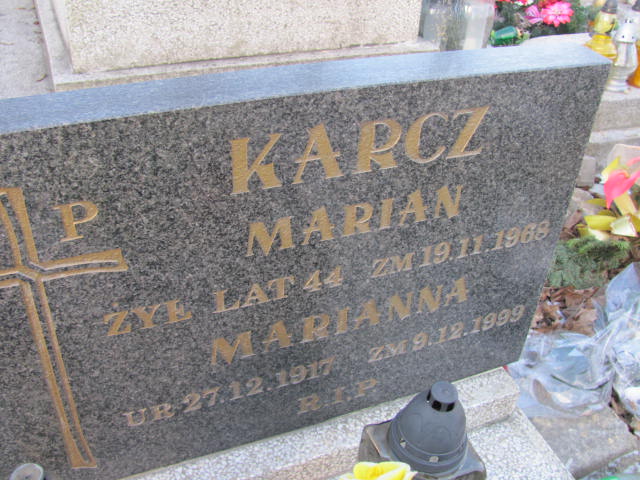 KARCZ
P
MARIAN
ŻYŁ LAT 44 ZM 19.11.1968
MARIANNA
UR 27.12.1917 ZM 9.12.1999
R.I.P